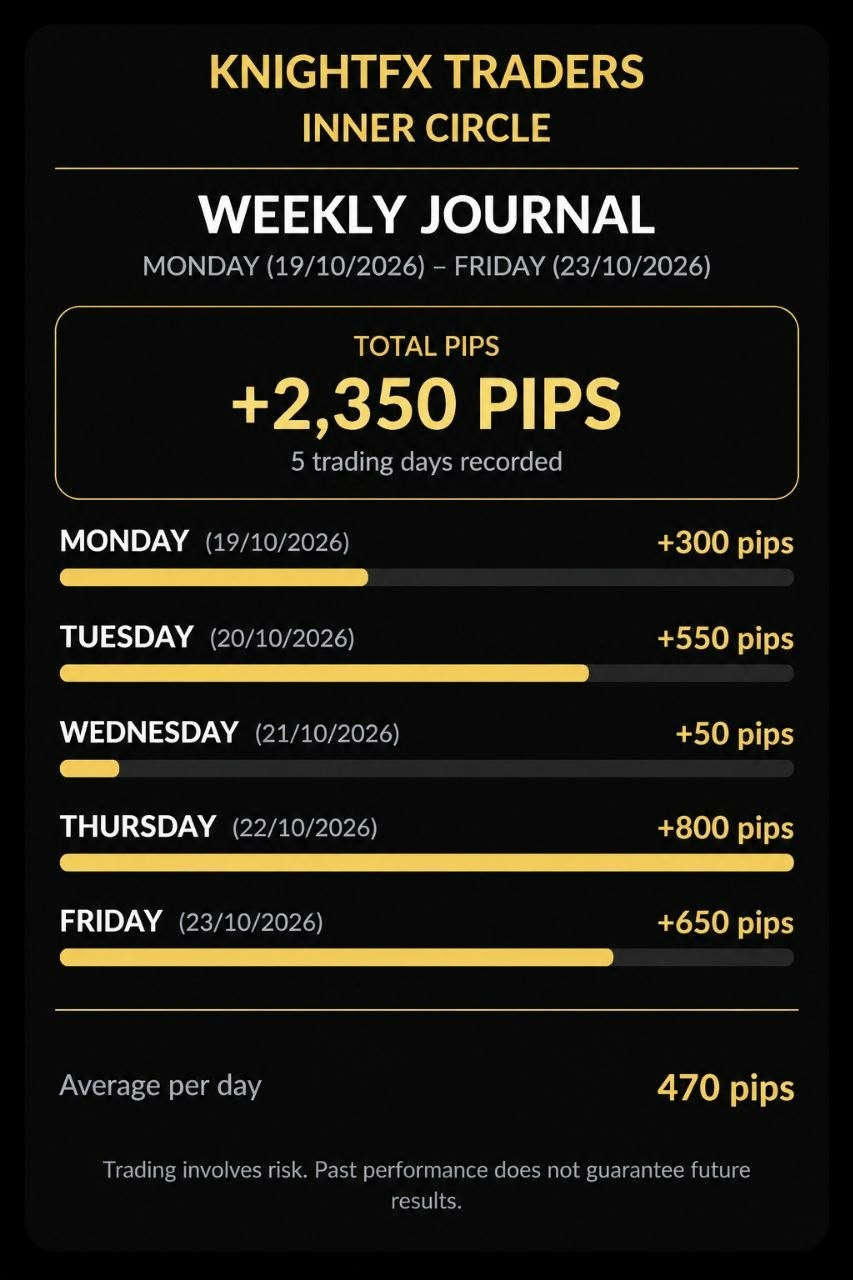 KNIGHTFX TRADERS
INNER CIRCLE
WEEKLY JOURNAL
MONDAY (19/10/2026) – FRIDAY (23/10/2026)
TOTAL PIPS
+2,350 PIPS
5 trading days recorded
MONDAY (19/10/2026) +300 pips
TUESDAY (20/10/2026) +550 pips
WEDNESDAY (21/10/2026) +50 pips
THURSDAY (22/10/2026) +800 pips
FRIDAY (23/10/2026) +650 pips
Average per day 470 pips
Trading involves risk. Past performance does not guarantee future
results.